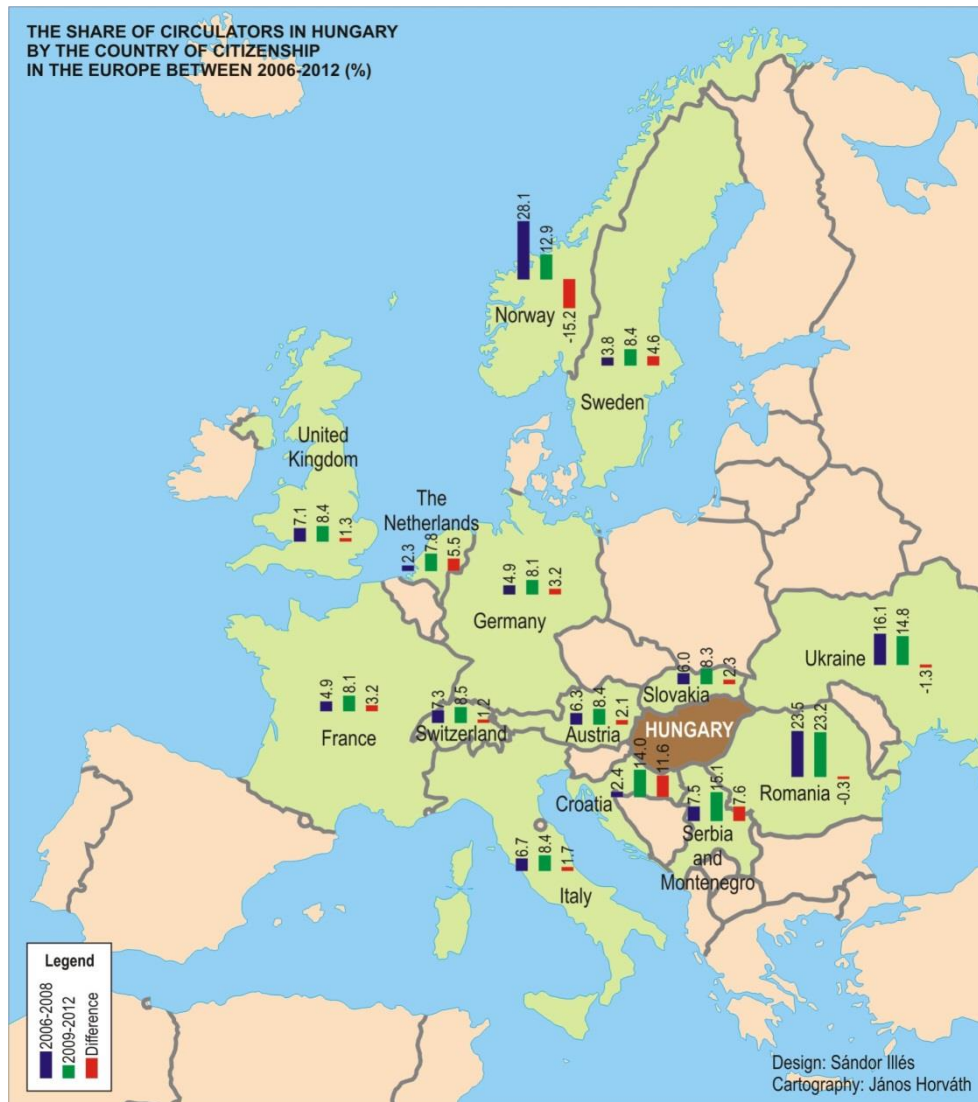 THE SHARE OF CIRCULATORS IN HUNGARY
BY THE COUNTRY OF CITIZENSHIP
IN THE EUROPE BETWEEN 2006-2012 (%)
28.1
12.9
-15.2
Norway
3.8
8.4
4.6
Sweden
United
Kingdom
7.1
8.4
1.3
The
Netherlands
2.3
7.8
5.5
4.9
8.1
3.2
Germany
16.1
14.8
-1.3
Ukraine
6.0
8.3
2.3
Slovakia
4.9
8.1
3.2
France
7.3
8.5
1.2
Switzerland
6.3
8.4
2.1
Austria
HUNGARY
23.5
23.2
-0.3
Romania
2.4
14.0
11.6
Croatia
7.5
15.1
7.6
Serbia
and
Montenegro
6.7
8.4
1.7
Italy
Legend
2006-2008
2009-2012
Difference
Design: Sándor Illés
Cartography: János Horváth